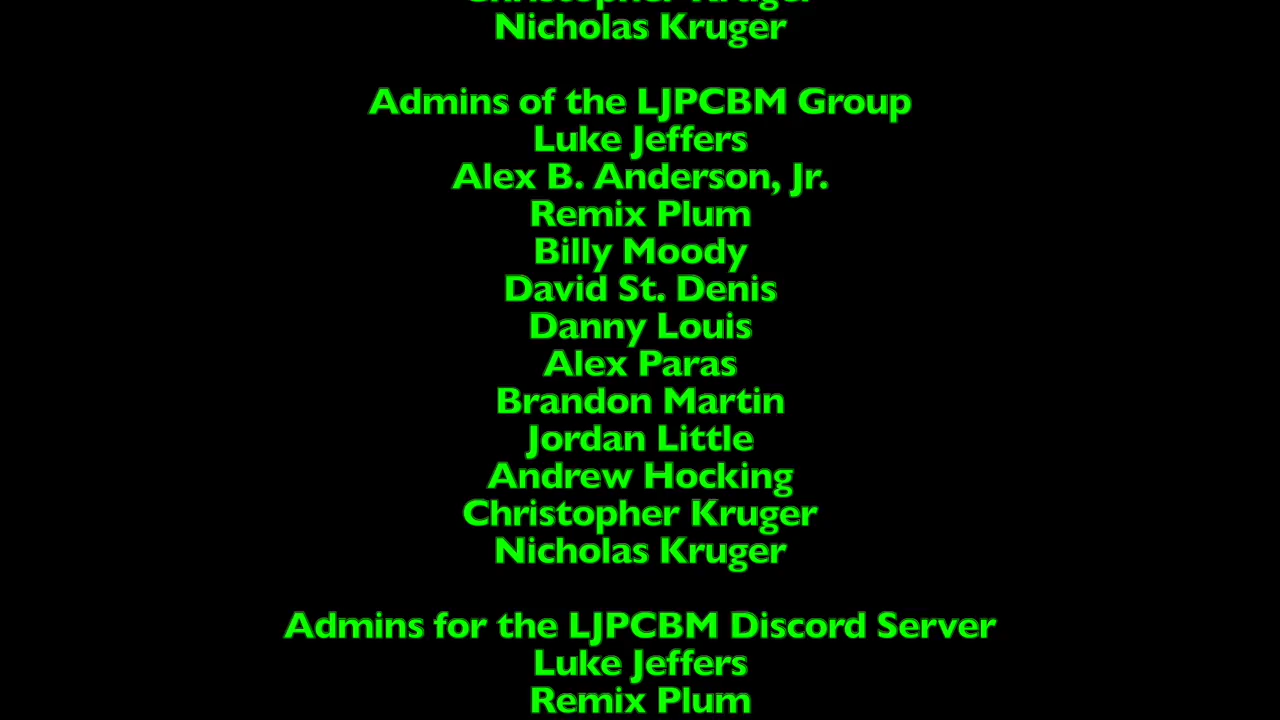 Christopher Kruger
Nicholas Kruger
Admins of the LJPCBM Group
Luke Jeffers
Alex B. Anderson, Jr.
Remix Plum
Billy Moody
David St. Denis
Danny Louis
Alex Paras
Brandon Martin
Jordan Little
Andrew Hocking
Christopher Kruger
Nicholas Kruger
Admins for the LJPCBM Discord Server
Luke Jeffers
Remix Plum